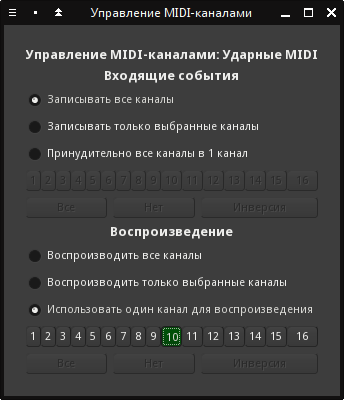 Управление MIDI-каналами
Управление MIDI-каналами: Ударные MIDI
Входящие события
Записывать все каналы
Записывать только выбранные каналы
Принудительно все каналы в 1 канал
1 2 3 4 5 6 7 8 9 10 11 12 13 14 15 16
Все Нет Инверсия
Воспроизведение
Воспроизводить все каналы
Воспроизводить только выбранные каналы
Использовать один канал для воспроизведения
1 2 3 4 5 6 7 8 9 10 11 12 13 14 15 16
Все Нет Инверсия